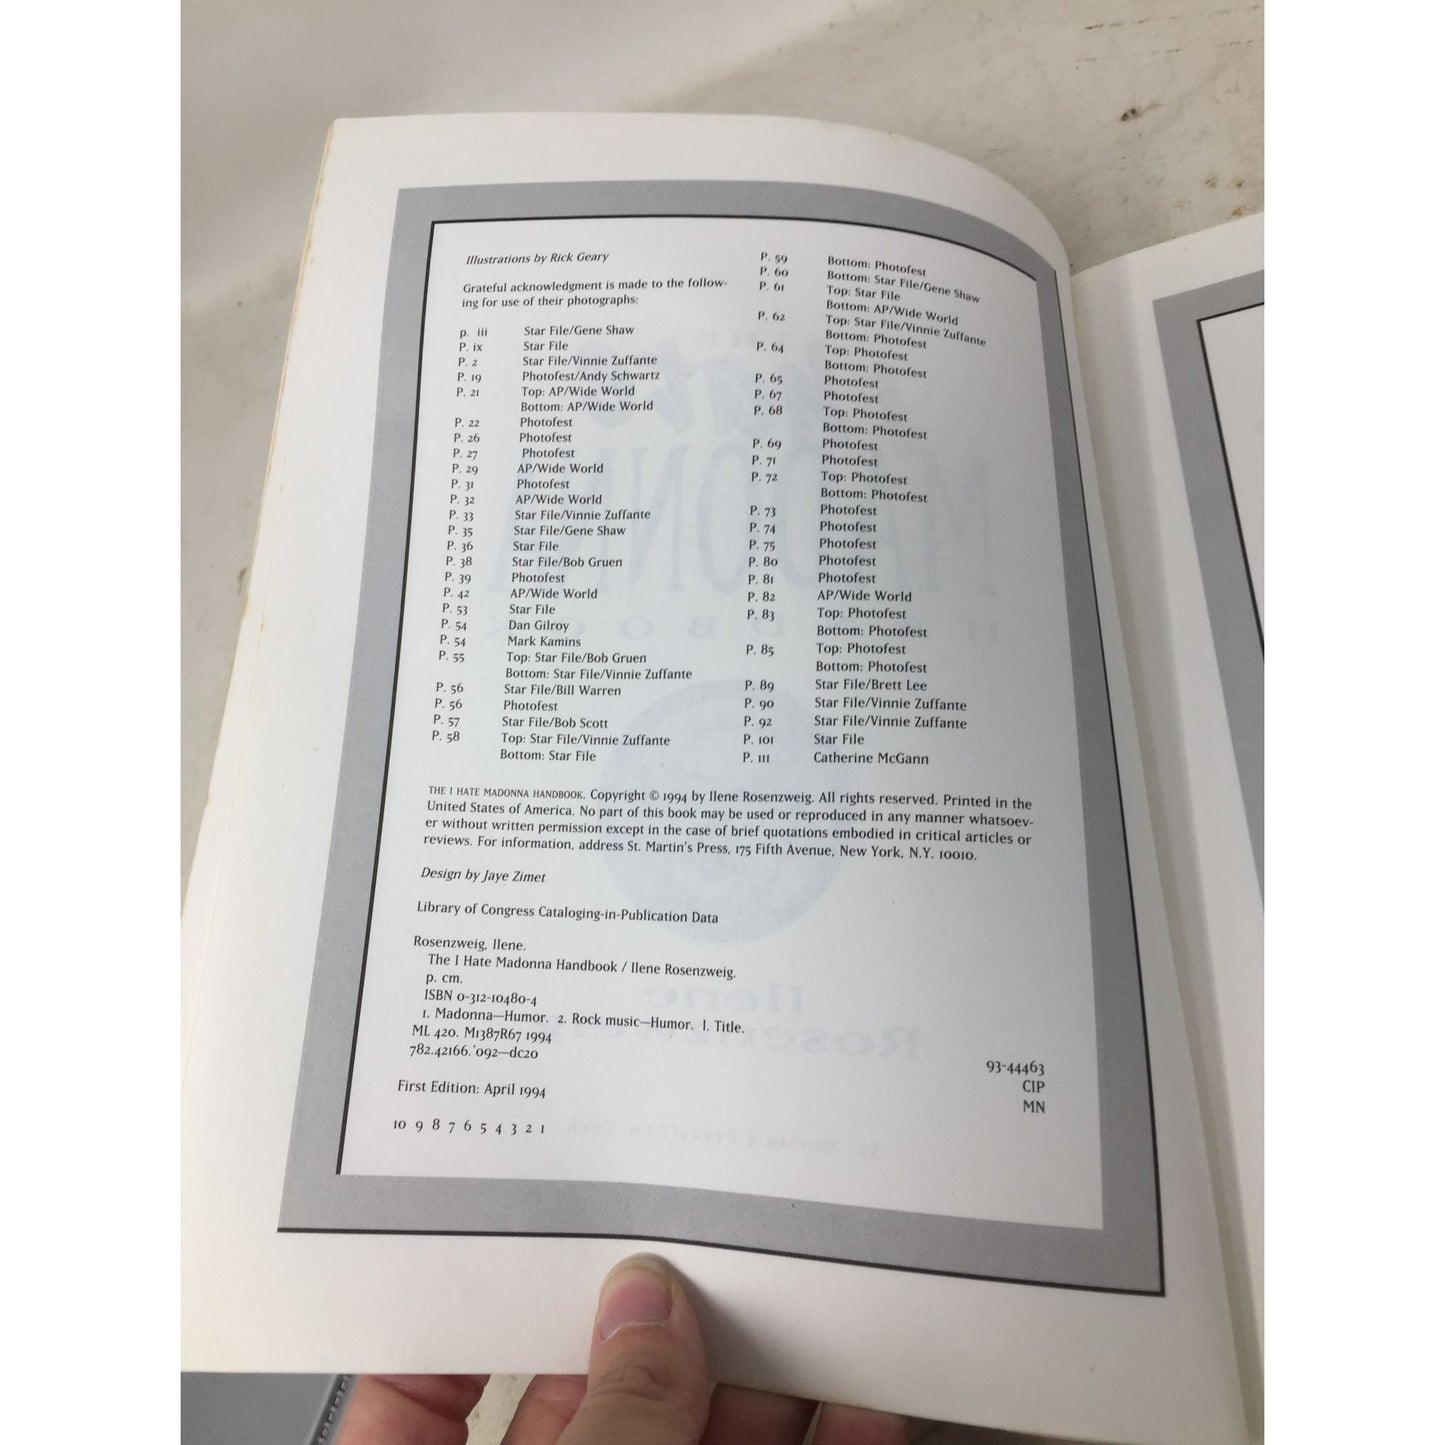 Illustrations by Rick Geary
Grateful acknowledgment is made to the follow-
ing for use of their photographs:
p. iii Star File/Gene Shaw
P. ix Star File
P. 2 Star File/Vinnie Zuffante
P. 19 Photofest/Andy Schwartz
P. 21 Top: AP/Wide World
Bottom: AP/Wide World
P. 22 Photofest
P. 26 Photofest
P. 27 Photofest
P. 29 AP/Wide World
P. 31 Photofest
P. 32 AP/Wide World
P. 33 Star File/Vinnie Zuffante
P. 35 Star File/Gene Shaw
P. 36 Star File
P. 38 Star File/Bob Gruen
P. 39 Photofest
P. 42 AP/Wide World
P. 53 Star File
P. 54 Dan Gilroy
P. 54 Mark Kamins
P. 55 Top: Star File/Bob Gruen
Bottom: Star File/Vinnie Zuffante
P. 56 Star File/Bill Warren
P. 56 Photofest
P. 57 Star File/Bob Scott
P. 58 Top: Star File/Vinnie Zuffante
Bottom: Star File
P. 59 Bottom: Photofest
P. 60 Bottom: Star File/Gene Shaw
P. 61 Top: Star File
Bottom: AP/Wide World
P. 62 Top: Star File/Vinnie Zuffante
Bottom: Photofest
P. 64 Top: Photofest
Bottom: Photofest
P. 65 Photofest
P. 67 Photofest
P. 68 Top: Photofest
Bottom: Photofest
P. 69 Photofest
P. 71 Photofest
P. 72 Top: Photofest
Bottom: Photofest
P. 73 Photofest
P. 74 Photofest
P. 75 Photofest
P. 80 Photofest
P. 81 Photofest
P. 82 AP/Wide World
P. 83 Top: Photofest
Bottom: Photofest
P. 85 Top: Photofest
Bottom: Photofest
P. 89 Star File/Brett Lee
P. 90 Star File/Vinnie Zuffante
P. 92 Star File/Vinnie Zuffante
P. 101 Star File
P. 111 Catherine McGann
THE I HATE MADONNA HANDBOOK. Copyright © 1994 by Ilene Rosenzweig. All rights reserved. Printed in the
United States of America. No part of this book may be used or reproduced in any manner whatsoev-
er without written permission except in the case of brief quotations embodied in critical articles or
reviews. For information, address St. Martin's Press, 175 Fifth Avenue, New York, N.Y. 10010.
Design by Jaye Zimet
Library of Congress Cataloging-in-Publication Data
Rosenzweig, Ilene.
The I Hate Madonna Handbook / Ilene Rosenzweig.
p. cm.
ISBN 0-312-10480-4
1. Madonna—Humor. 2. Rock music—Humor. I. Title.
ML 420. M1387R67 1994
782.42166.'092—dc20
93-44463
CIP
MN
First Edition: April 1994
10 9 8 7 6 5 4 3 2 1